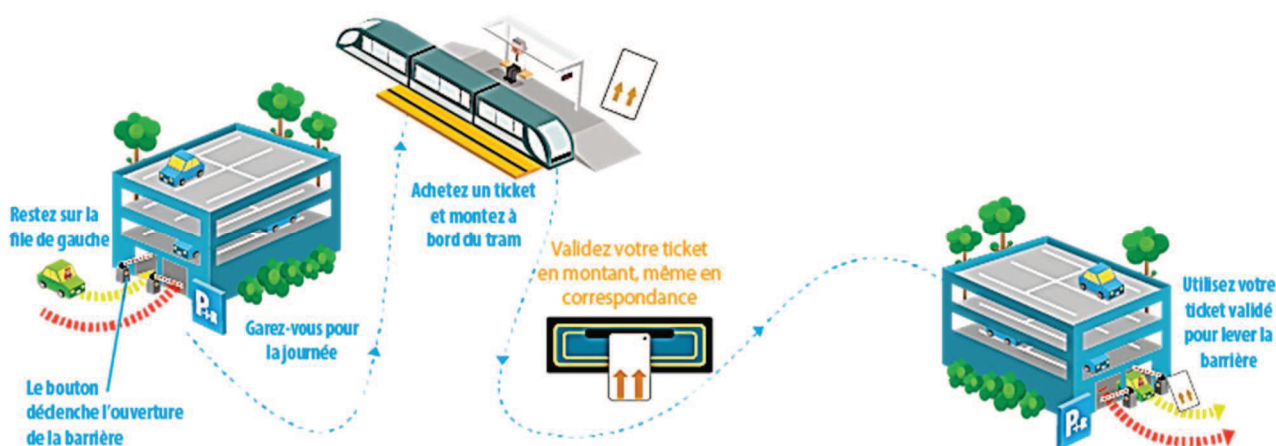 Restez sur la
file de gauche
Le bouton
déclenche l'ouverture
de la barrière
P+R
Garez-vous pour
la journée
Achetez un ticket
et montez à
bord du tram
Validez votre ticket
en montant, même en
correspondance
Utilisez votre
ticket validé
pour lever la
barrière
P+R